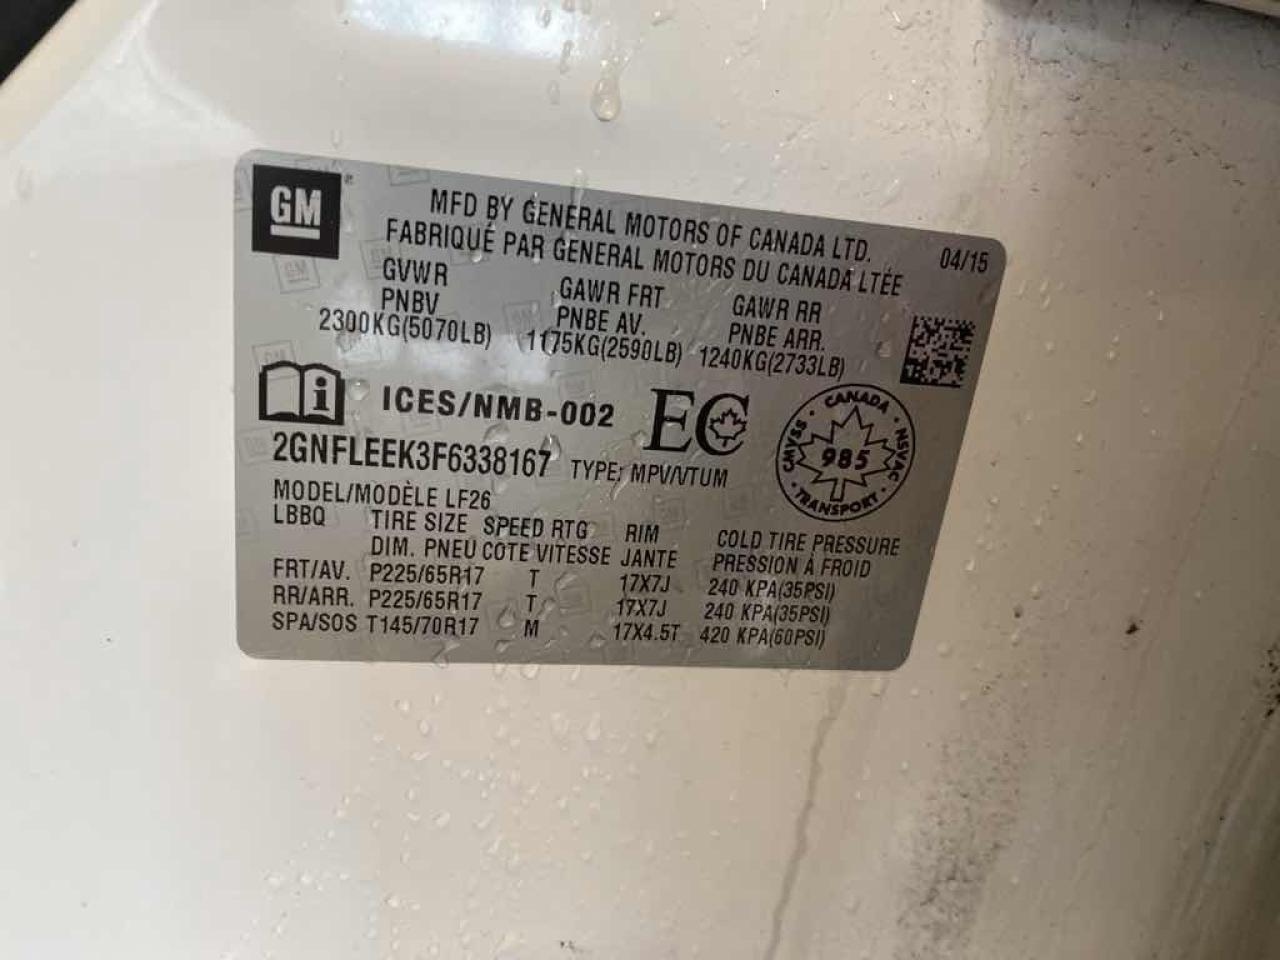 GM
MFD BY GENERAL MOTORS OF CANADA LTD. 04/15
FABRIQUÉ PAR GENERAL MOTORS DU CANADA LTÉE
GVWR GAWR FRT GAWR RR
PNBV PNBE AV. PNBE ARR.
2300KG(5070LB) 1175KG(2590LB) 1240KG(2733LB)
i ICES/NMB-002 EC
CANADA
CMVSS 985 NSVAC
TRANSPORT
2GNFLEEK3F6338167 TYPE: MPV/VTUM
MODEL/MODÈLE LF26
LBBQ TIRE SIZE SPEED RTG RIM COLD TIRE PRESSURE
DIM. PNEU COTE VITESSE JANTE PRESSION À FROID
FRT/AV. P225/65R17 T 17X7J 240 KPA(35PSI)
RR/ARR. P225/65R17 T 17X7J 240 KPA(35PSI)
SPA/SOS T145/70R17 M 17X4.5T 420 KPA(60PSI)